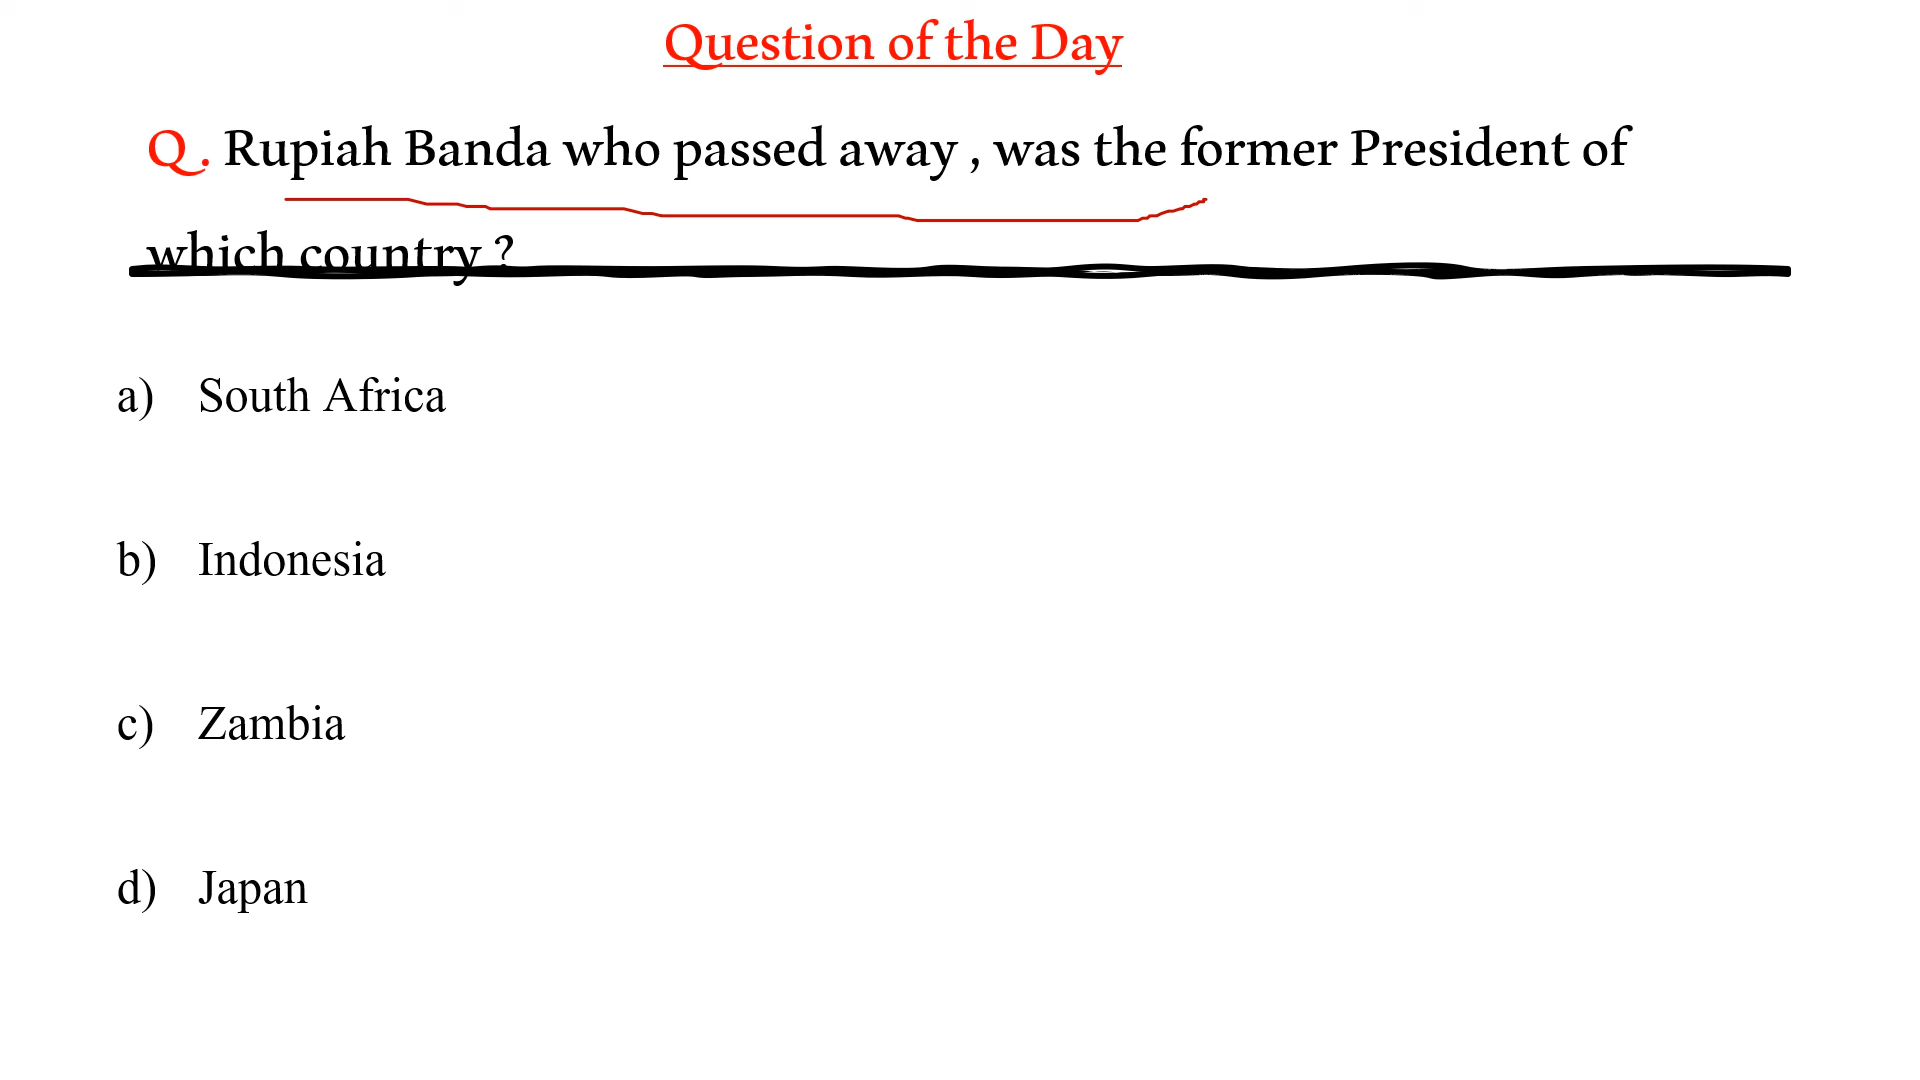 Question of the Day
Q . Rupiah Banda who passed away , was the former President of
which country ?
a) South Africa
b) Indonesia
c) Zambia
d) Japan